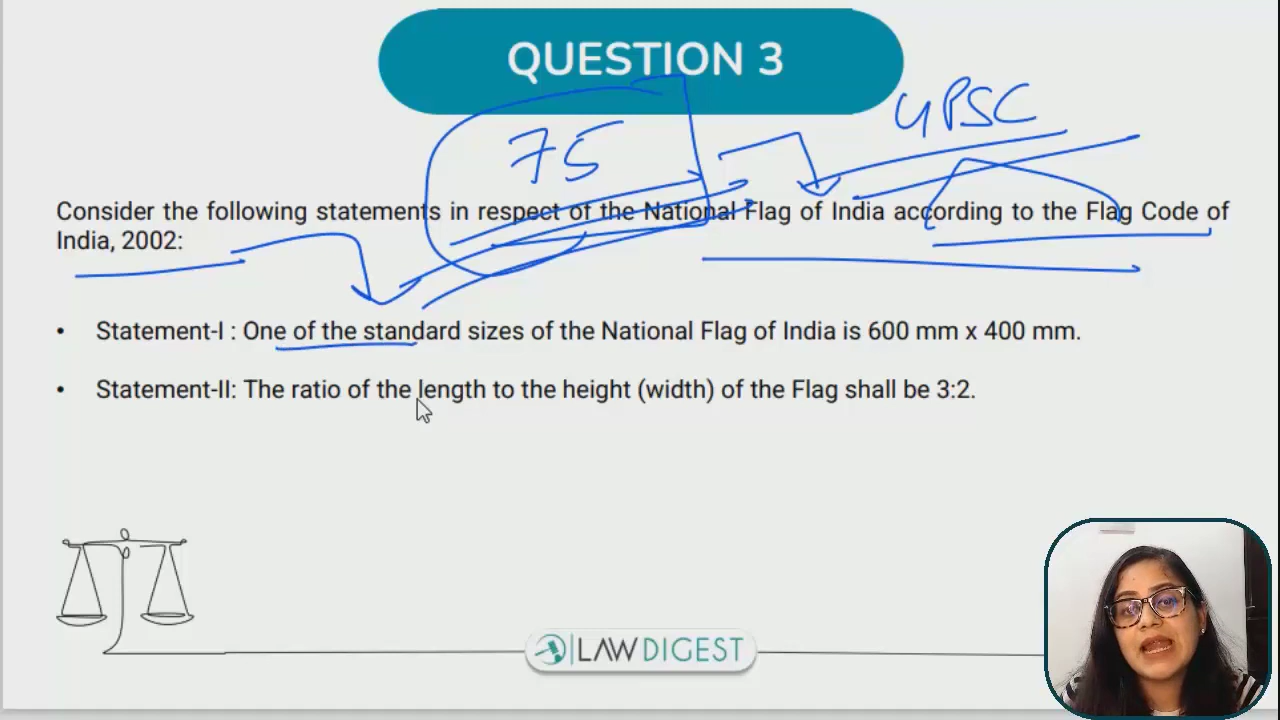 QUESTION 3
UPSC
75
Consider the following statements in respect of the National Flag of India according to the Flag Code of
India, 2002:
• Statement-I : One of the standard sizes of the National Flag of India is 600 mm x 400 mm.
• Statement-II: The ratio of the length to the height (width) of the Flag shall be 3:2.
LAW DIGEST